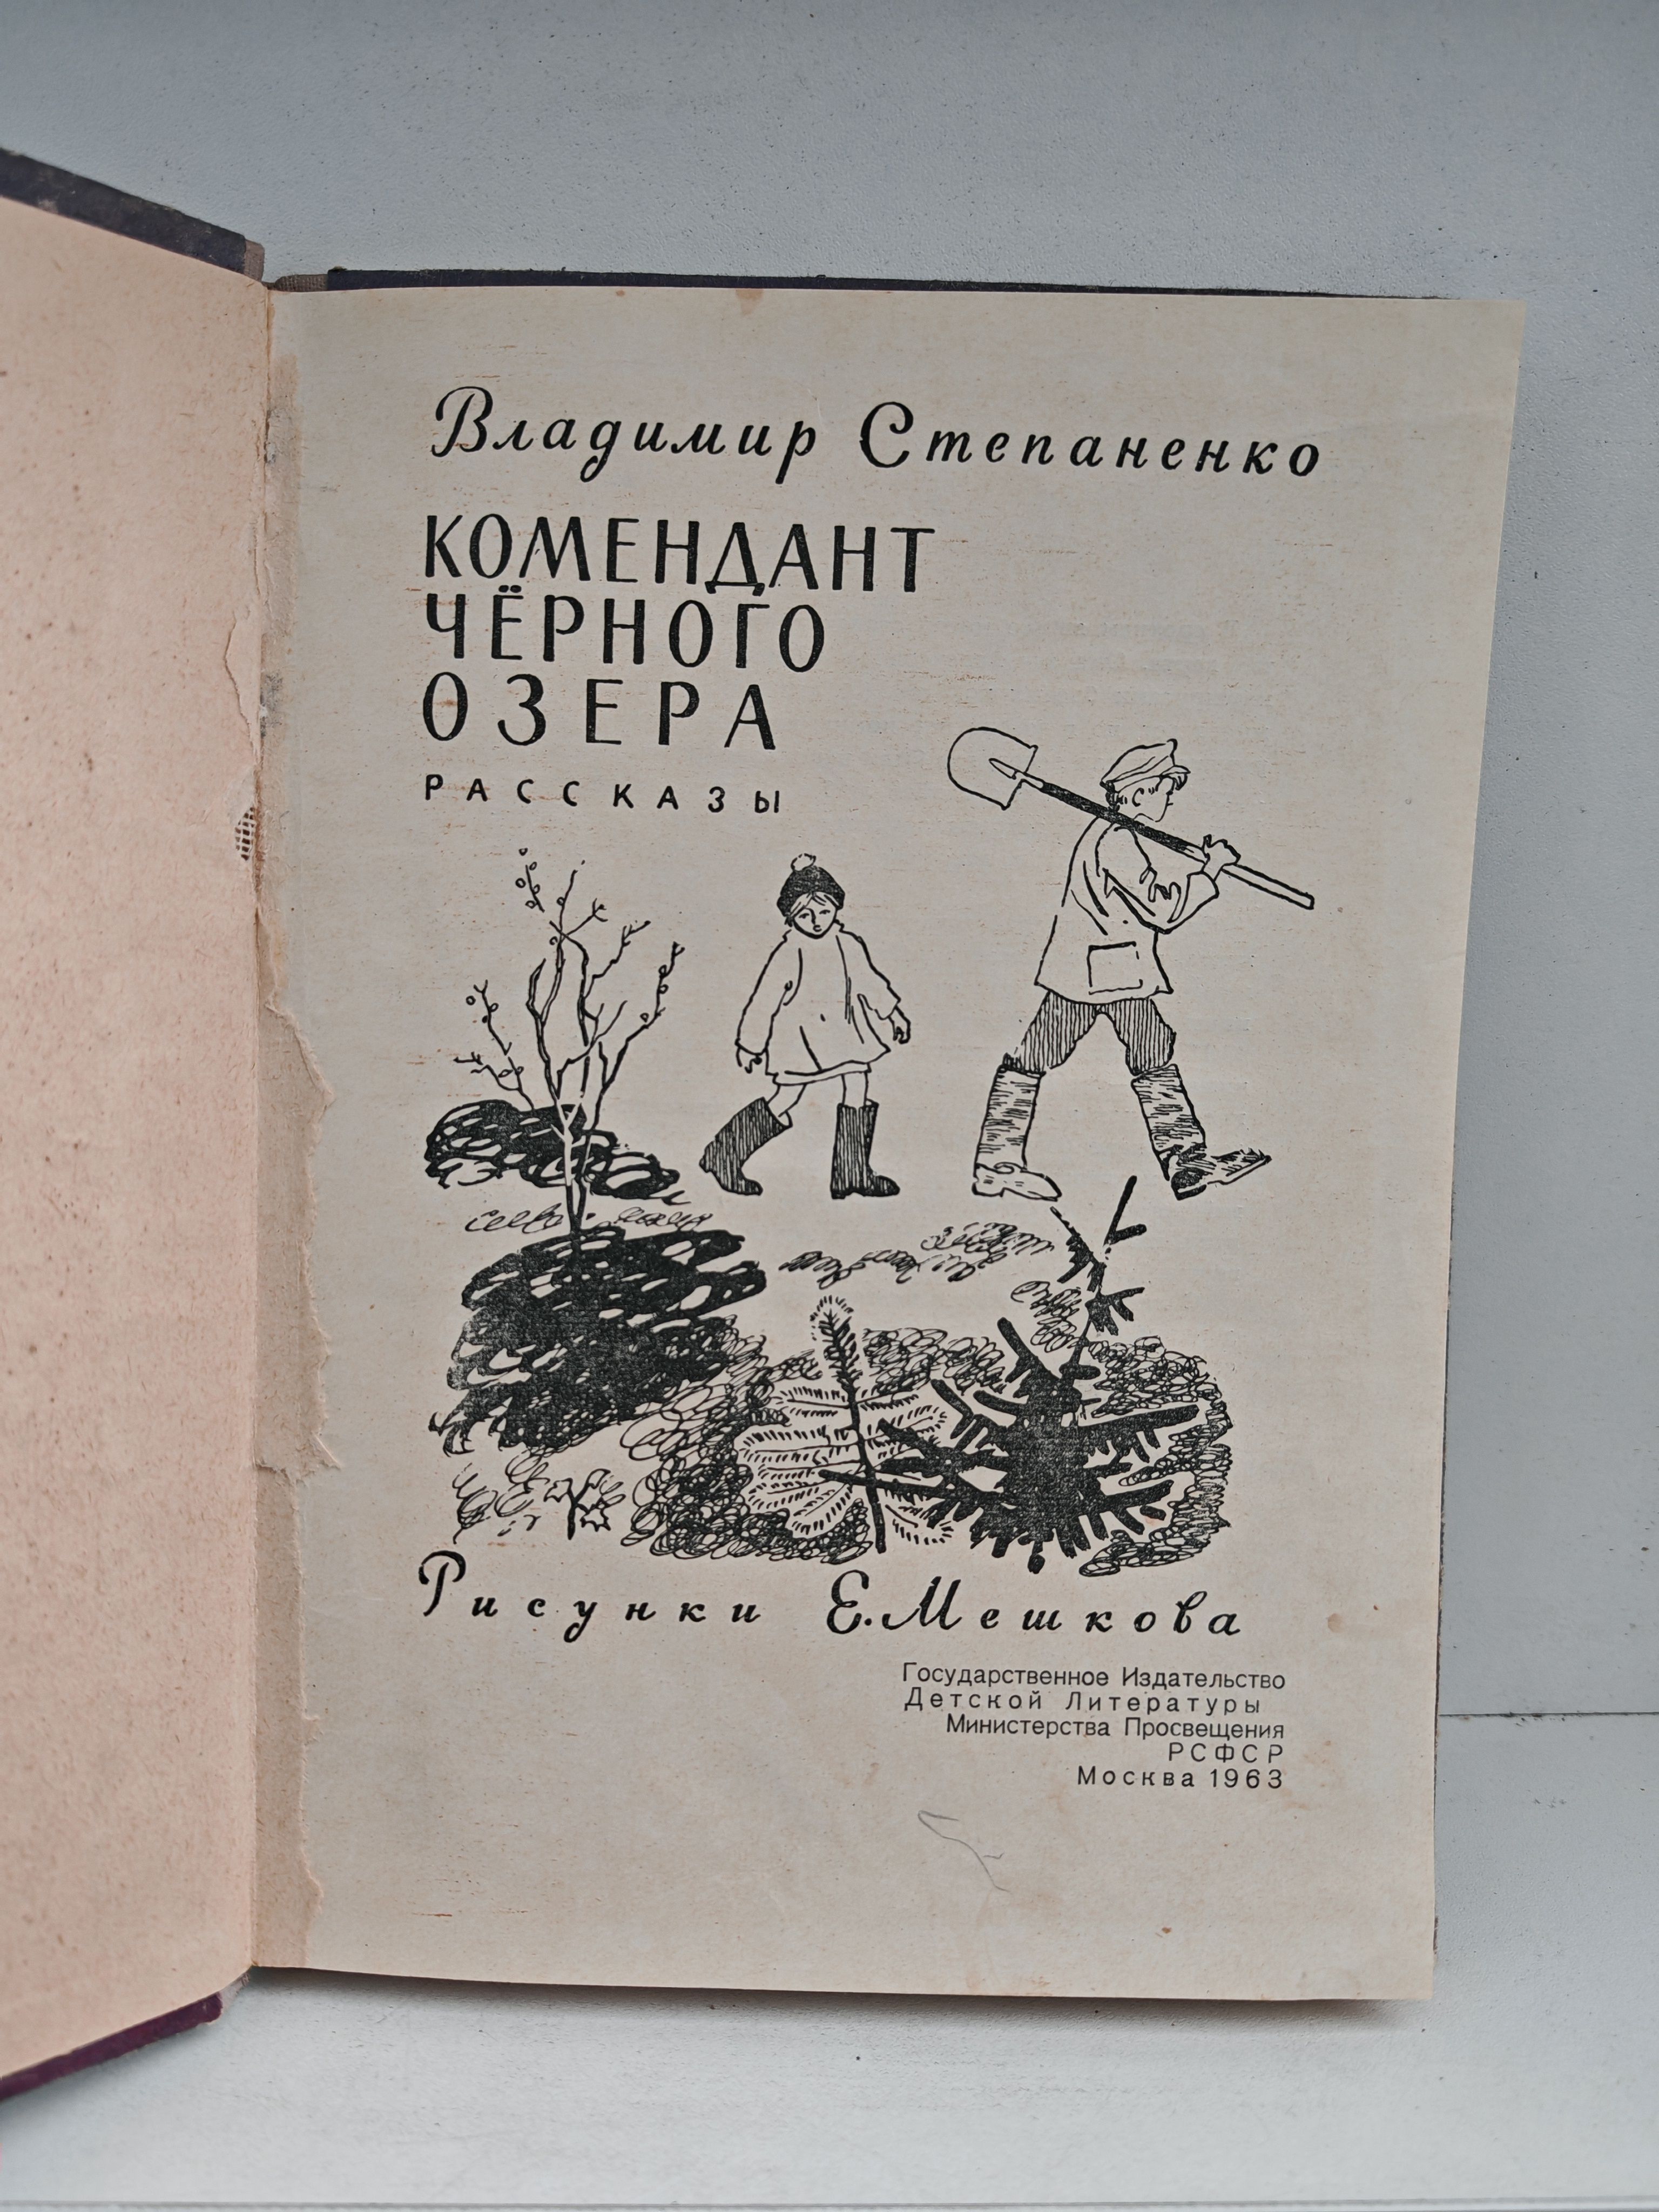 Владимир Степаненко
КОМЕНДАНТ
ЧЁРНОГО
ОЗЕРА
РАССКАЗЫ
Рисунки Е. Мешкова
Государственное Издательство
Детской Литературы
Министерства Просвещения
РСФСР
Москва 1963